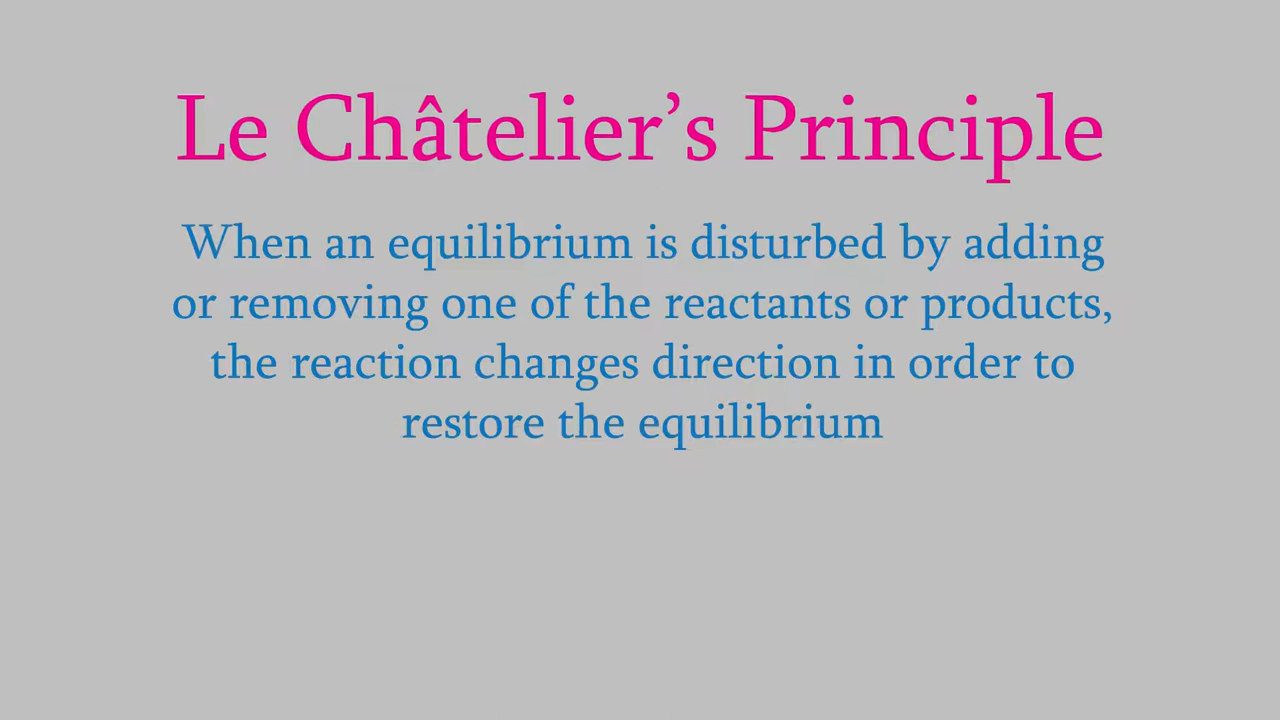 Le Châtelier’s Principle
When an equilibrium is disturbed by adding
or removing one of the reactants or products,
the reaction changes direction in order to
restore the equilibrium